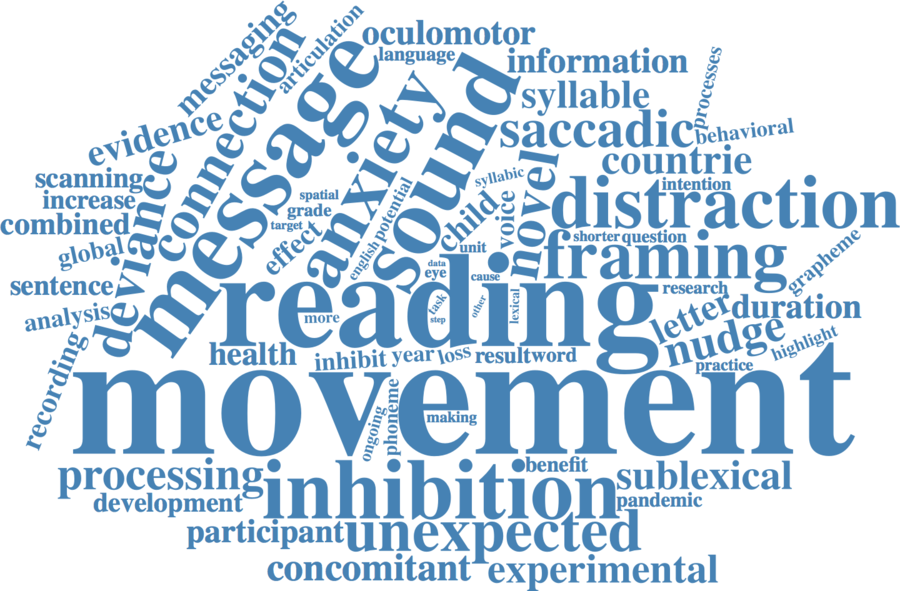 messaging
articulation
oculomotor
language
message
connection
evidence
information
sound
anxiety
syllable
processes
saccadic
behavioral
countrie
scanning
increase
combined
deviance
global
spatial
grade
target
effect
potential
english
syllabic
child
voice
novel
intention
distraction
unit
shorter
question
framing
grapheme
sentence
data
eye
cause
research
reading
analysis
more
task
step
other
lexical
letter
duration
nudge
highlight
recording
health
inhibit
year
loss
result
word
practice
movement
ongoing
phoneme
making
processing
development
inhibition
benefit
sublexical
pandemic
participant
unexpected
concomitant
experimental